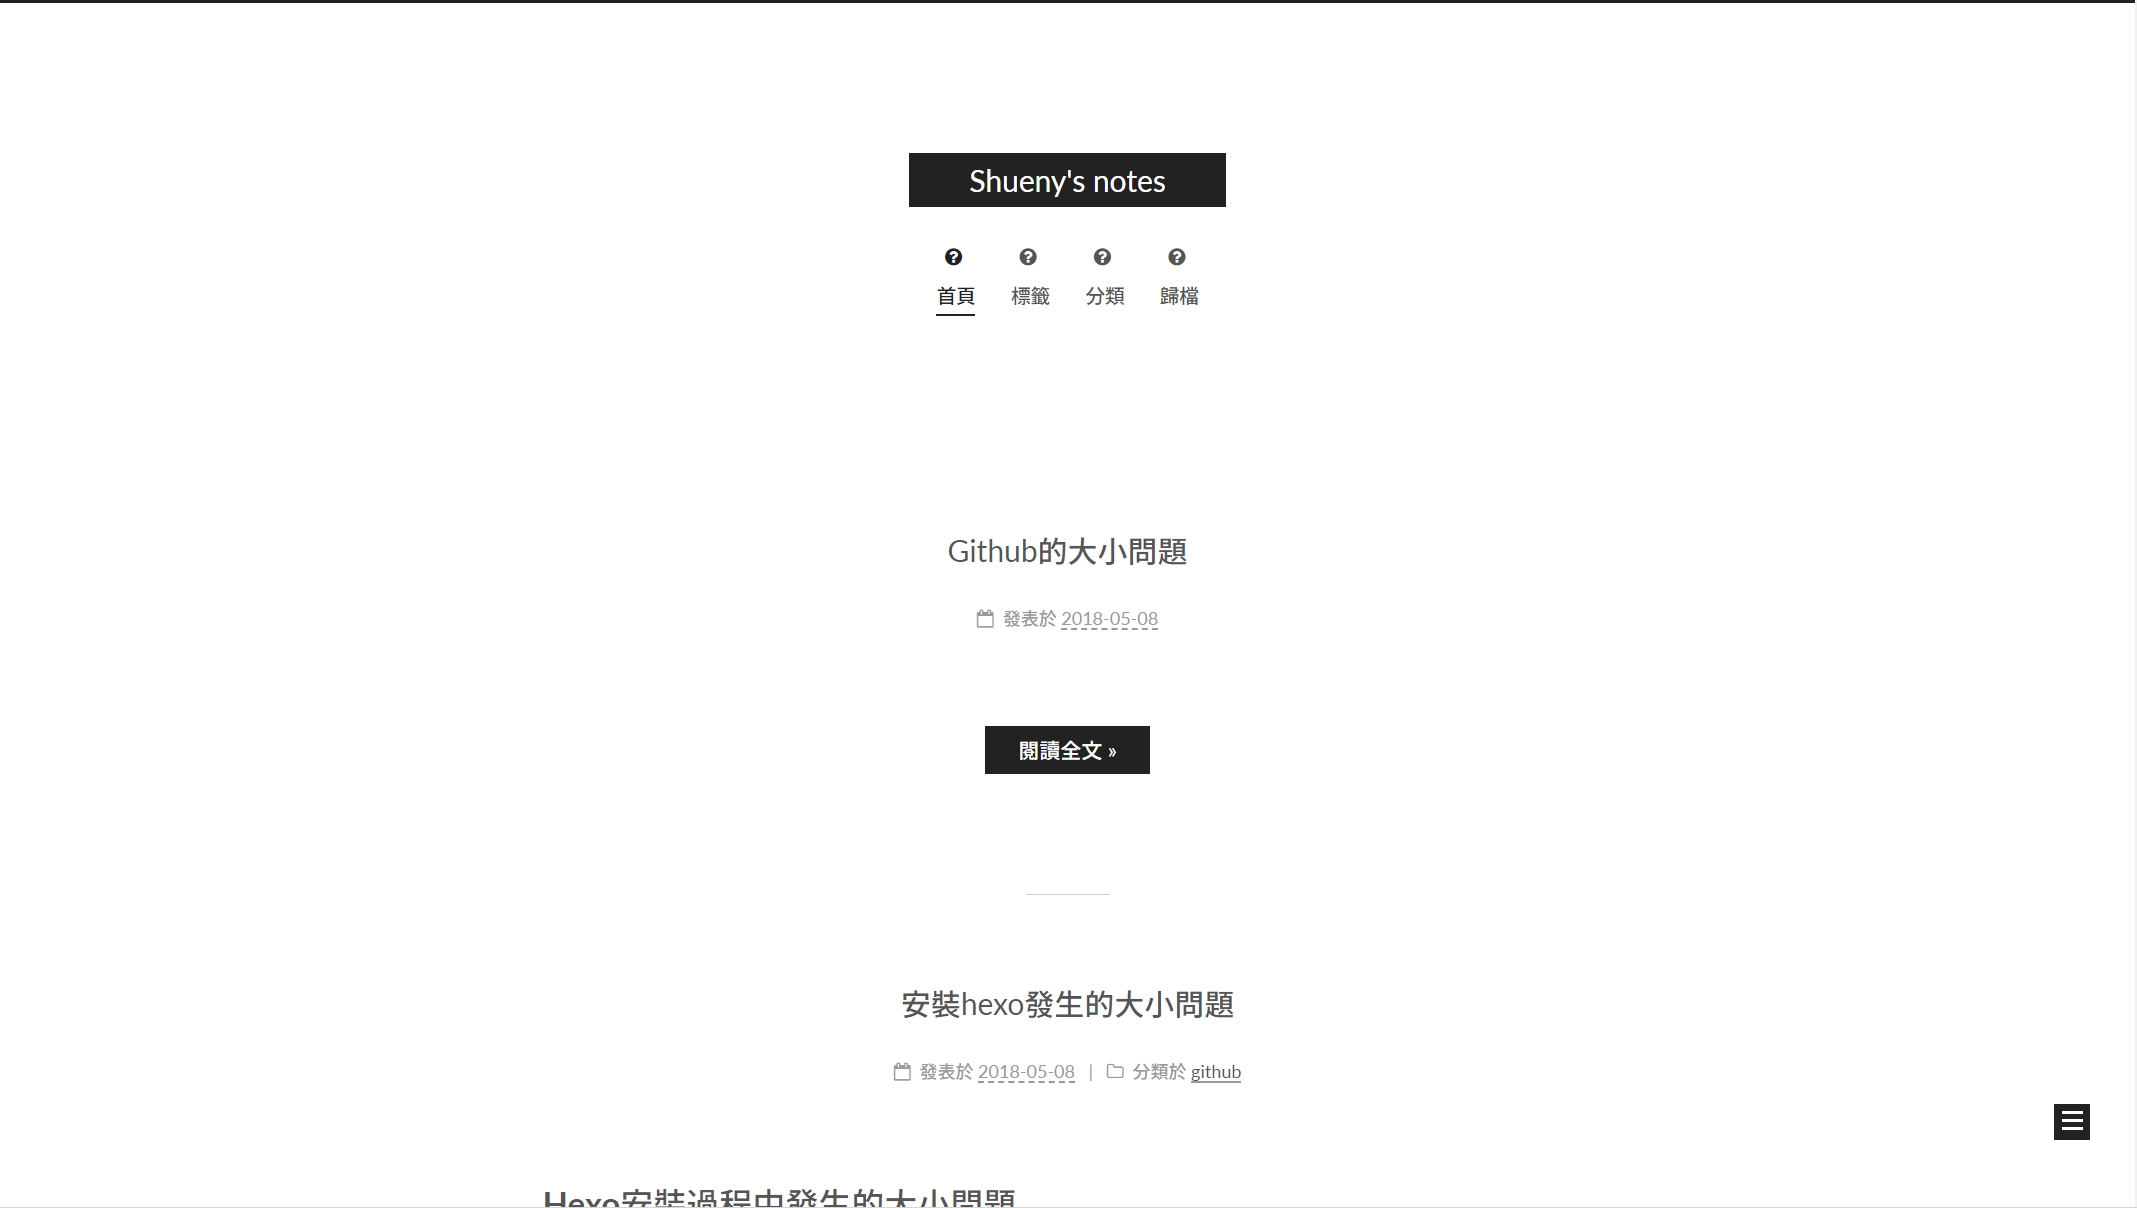 Shueny's notes
首頁 標籤 分類 歸檔
Github的大小問題
發表於 2018-05-08
閱讀全文 »
安裝hexo發生的大小問題
發表於 2018-05-08 | 分類於 github
Hexo安裝過程中發生的大小問題